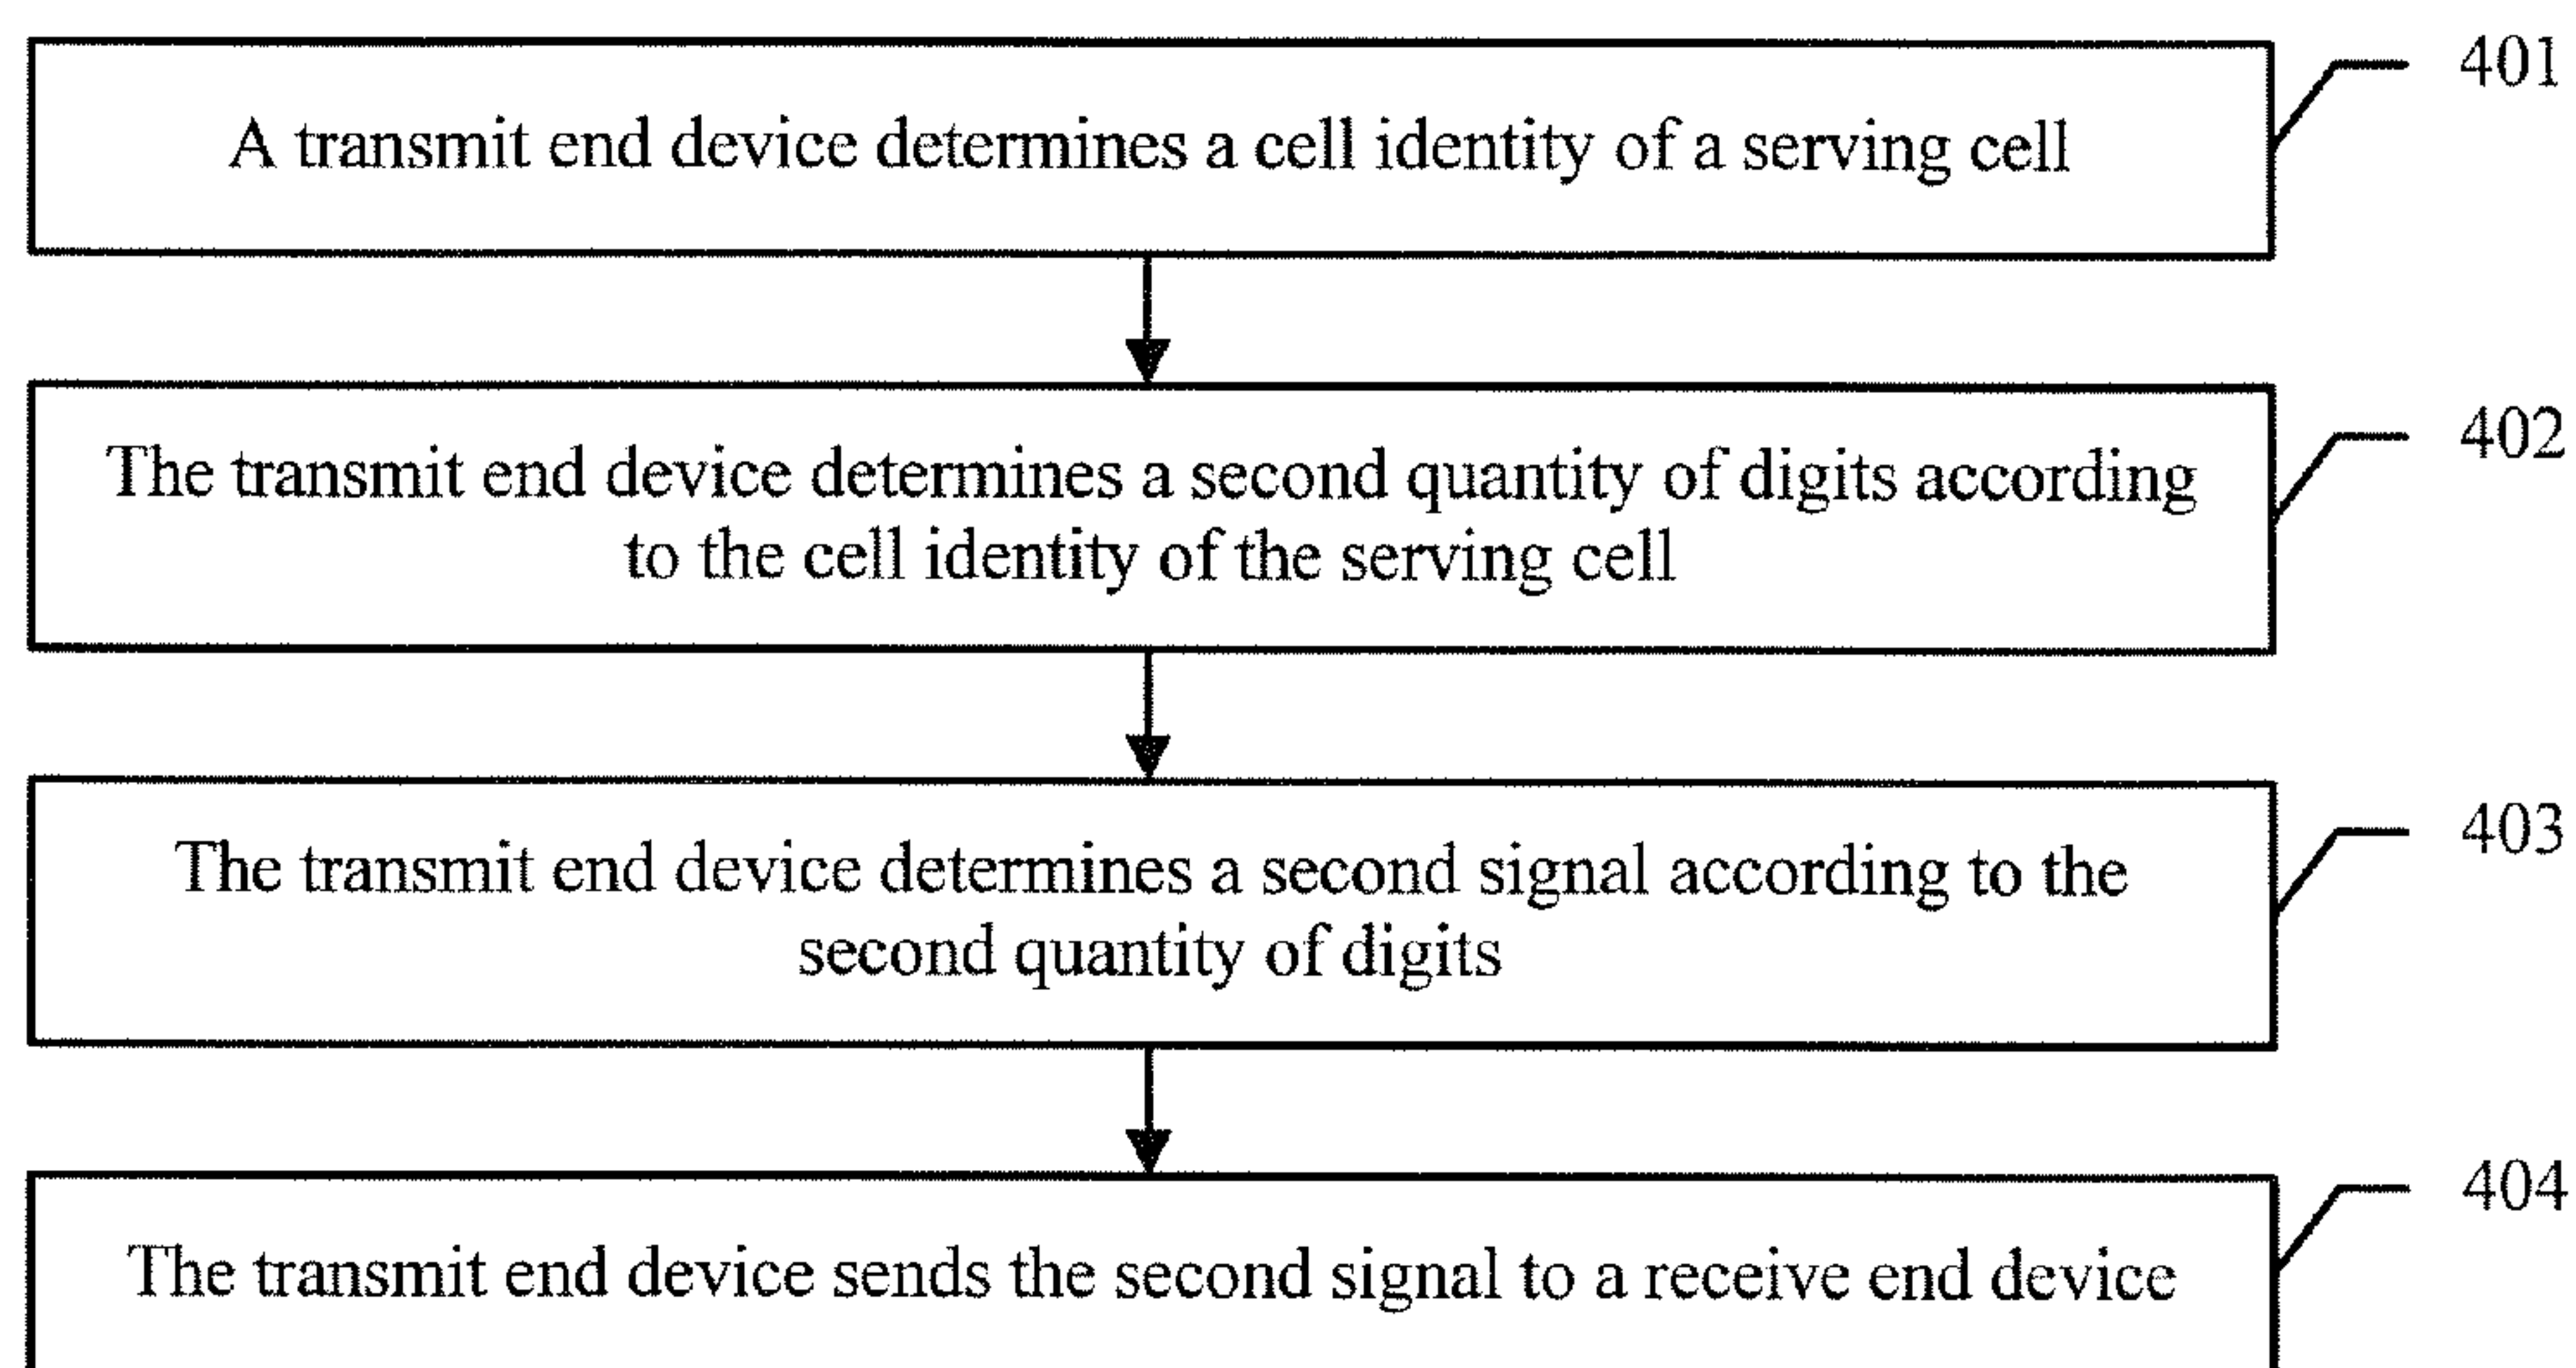 401
A transmit end device determines a cell identity of a serving cell
402
The transmit end device determines a second quantity of digits according
to the cell identity of the serving cell
403
The transmit end device determines a second signal according to the
second quantity of digits
404
The transmit end device sends the second signal to a receive end device